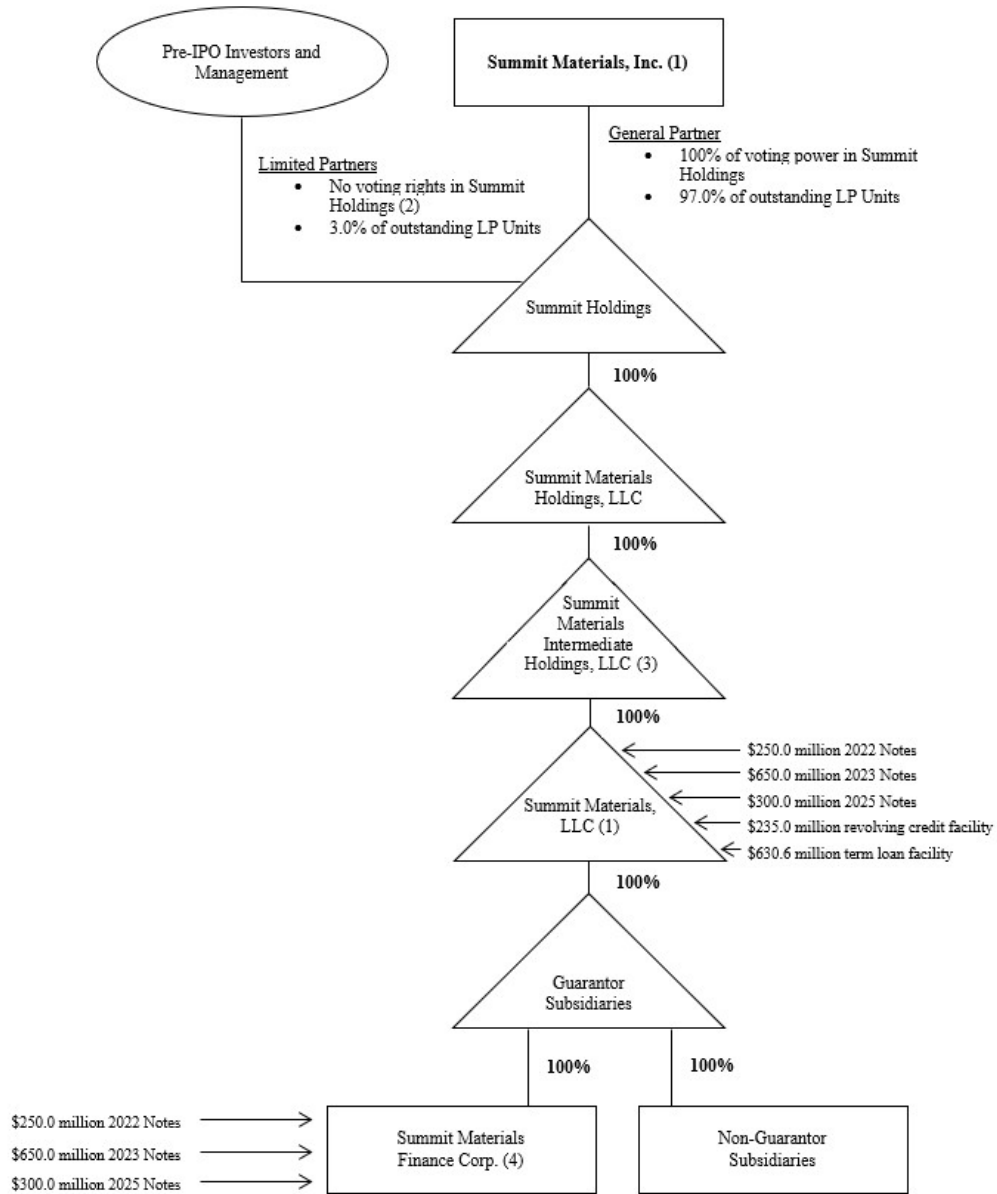 Pre-IPO Investors and
Management
Summit Materials, Inc. (1)
Limited Partners
• No voting rights in Summit
Holdings (2)
• 3.0% of outstanding LP Units
General Partner
• 100% of voting power in Summit
Holdings
• 97.0% of outstanding LP Units
Summit Holdings
100%
Summit Materials
Holdings, LLC
100%
Summit
Materials
Intermediate
Holdings, LLC (3)
100%
Summit Materials,
LLC (1)
$250.0 million 2022 Notes
$650.0 million 2023 Notes
$300.0 million 2025 Notes
$235.0 million revolving credit facility
$630.6 million term loan facility
100%
Guarantor
Subsidiaries
100%
100%
$250.0 million 2022 Notes
$650.0 million 2023 Notes
$300.0 million 2025 Notes
Summit Materials
Finance Corp. (4)
Non-Guarantor
Subsidiaries